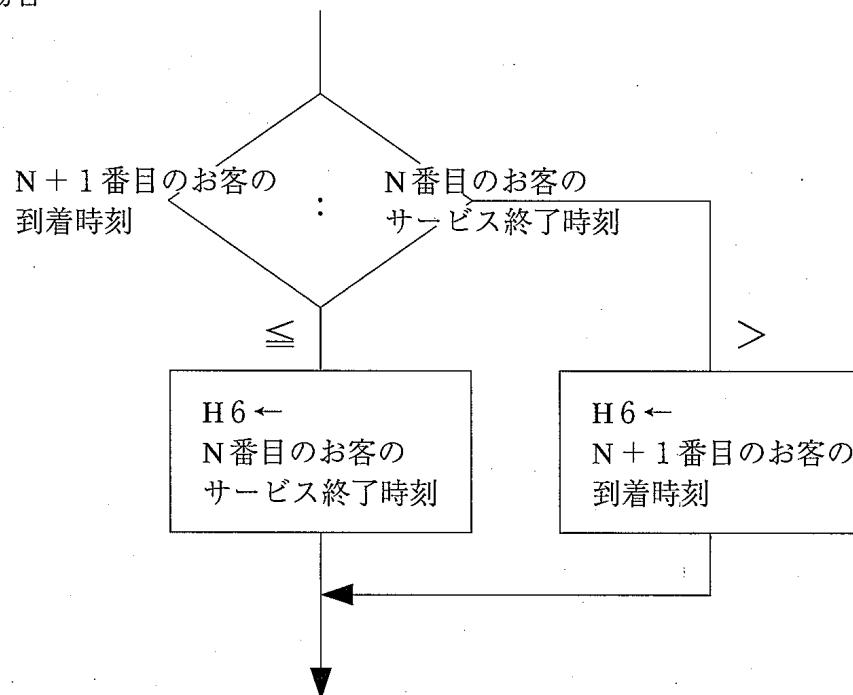 N+1番目のお客の
到着時刻
:
N番目のお客の
サービス終了時刻
≦
>
H6←
N番目のお客の
サービス終了時刻
H6←
N+1番目のお客の
到着時刻